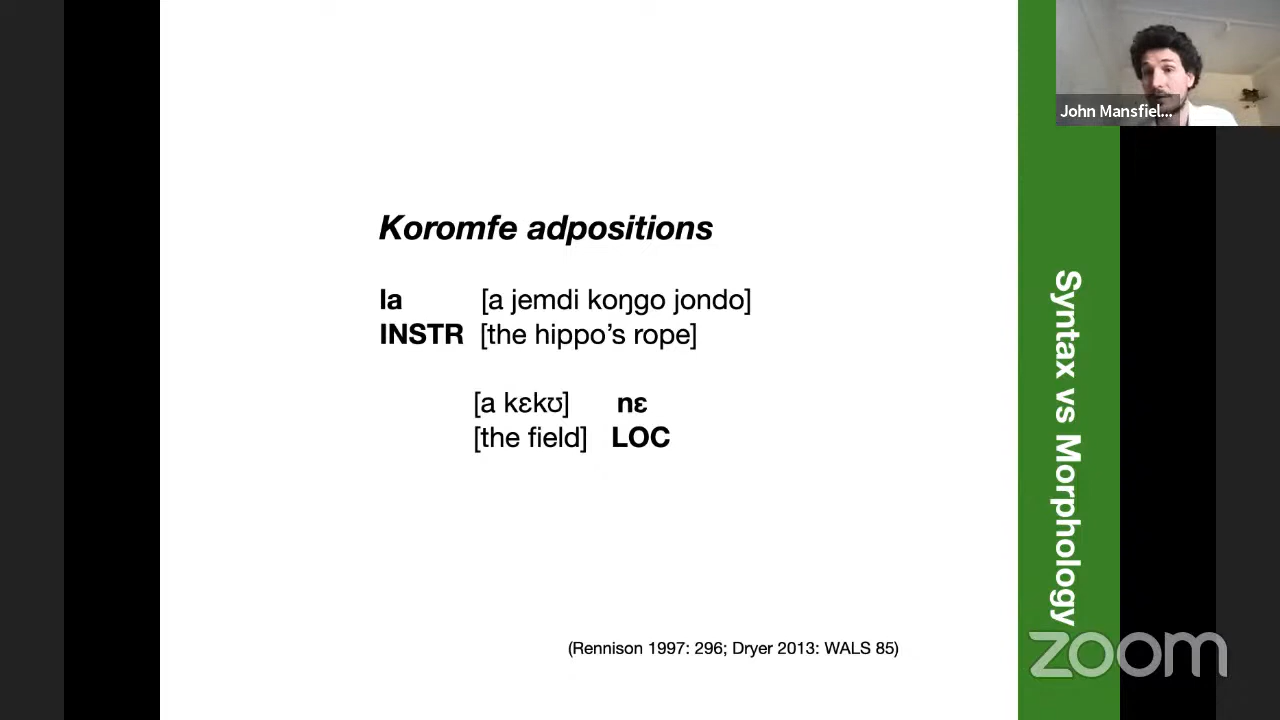 John Mansfiel...
Koromfe adpositions
la [a jemdi koŋgo jondo]
INSTR [the hippo’s rope]
[a kɛkʊ] nɛ
[the field] LOC
(Rennison 1997: 296; Dryer 2013: WALS 85)
Syntax vs Morphology
zoom